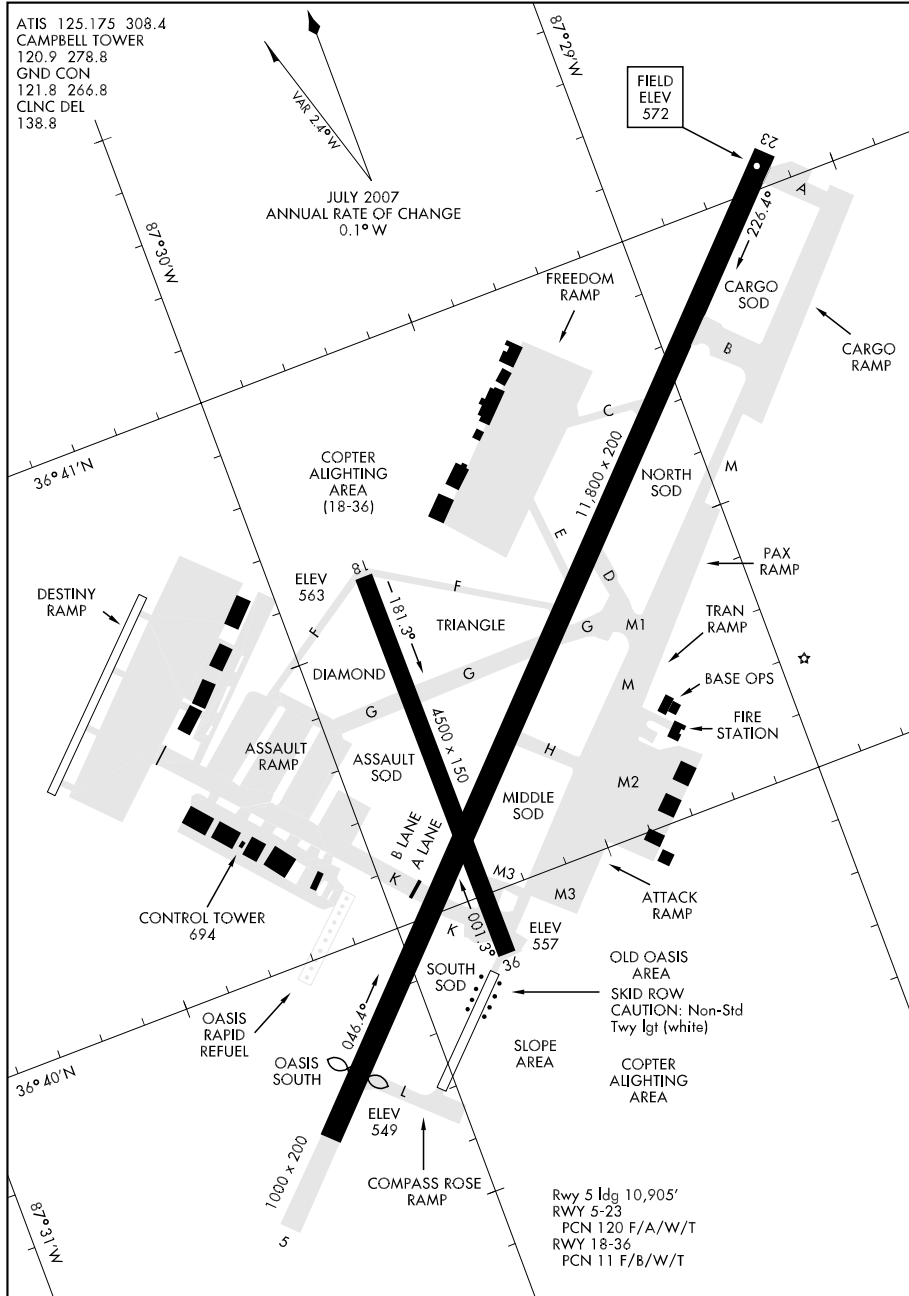 ATIS 125.175 308.4
CAMPBELL TOWER
120.9 278.8
GND CON
121.8 266.8
CLNC DEL
138.8
VAR 2.4° W
JULY 2007
ANNUAL RATE OF CHANGE
0.1° W
87°29'W
FIELD
ELEV
572
23
A
226.4°
87°30'W
FREEDOM
RAMP
CARGO
SOD
B
CARGO
RAMP
C
11,800 x 200
36°41'N
COPTER
ALIGHTING
AREA
(18-36)
NORTH
SOD
M
E
D
PAX
RAMP
18
ELEV
563
DESTINY
RAMP
F
F
181.3°
TRIANGLE
G
M1
TRAN
RAMP
DIAMOND
G
G
M
BASE OPS
4500 x 150
FIRE
STATION
ASSAULT
RAMP
ASSAULT
SOD
H
M2
MIDDLE
SOD
B LANE
A LANE
K
M3
M3
ATTACK
RAMP
CONTROL TOWER
694
K
001.3°
ELEV
557
36
SOUTH
SOD
OLD OASIS
AREA
SKID ROW
CAUTION: Non-Std
Twy lgt (white)
OASIS
RAPID
REFUEL
046.4°
SLOPE
AREA
COPTER
ALIGHTING
AREA
36°40'N
OASIS
SOUTH
L
ELEV
549
1000 x 200
COMPASS ROSE
RAMP
5
87°31'W
Rwy 5 ldg 10,905'
RWY 5-23
PCN 120 F/A/W/T
RWY 18-36
PCN 11 F/B/W/T